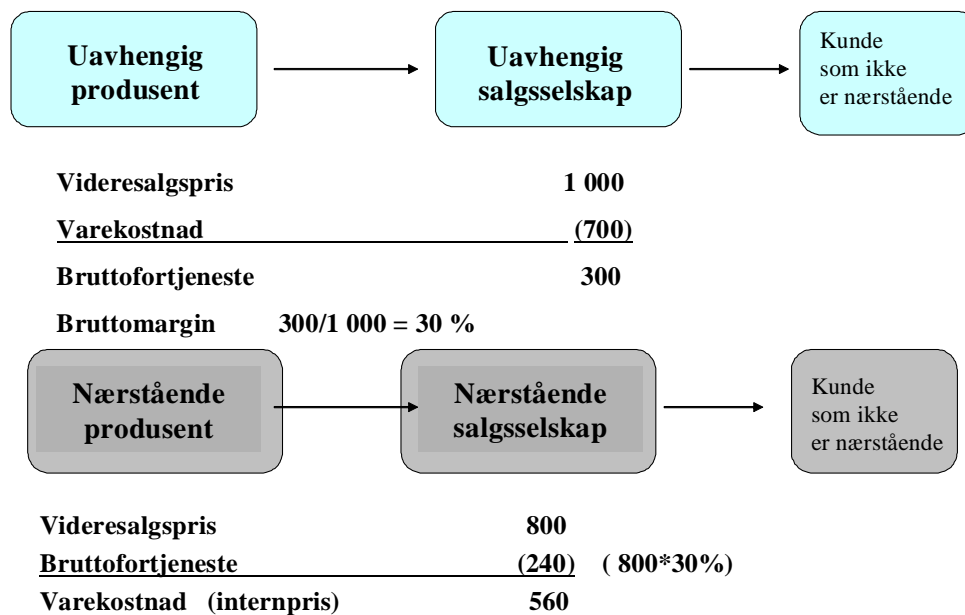 Uavhengig
produsent
Uavhengig
salgsselskap
Kunde
som ikke
er nærstående
Videresalgspris 1 000
Varekostnad (700)
Bruttofortjeneste 300
Bruttomargin 300/1 000 = 30 %
Nærstående
produsent
Nærstående
salgsselskap
Kunde
som ikke
er nærstående
Videresalgspris 800
Bruttofortjeneste (240) ( 800*30%)
Varekostnad (internpris) 560